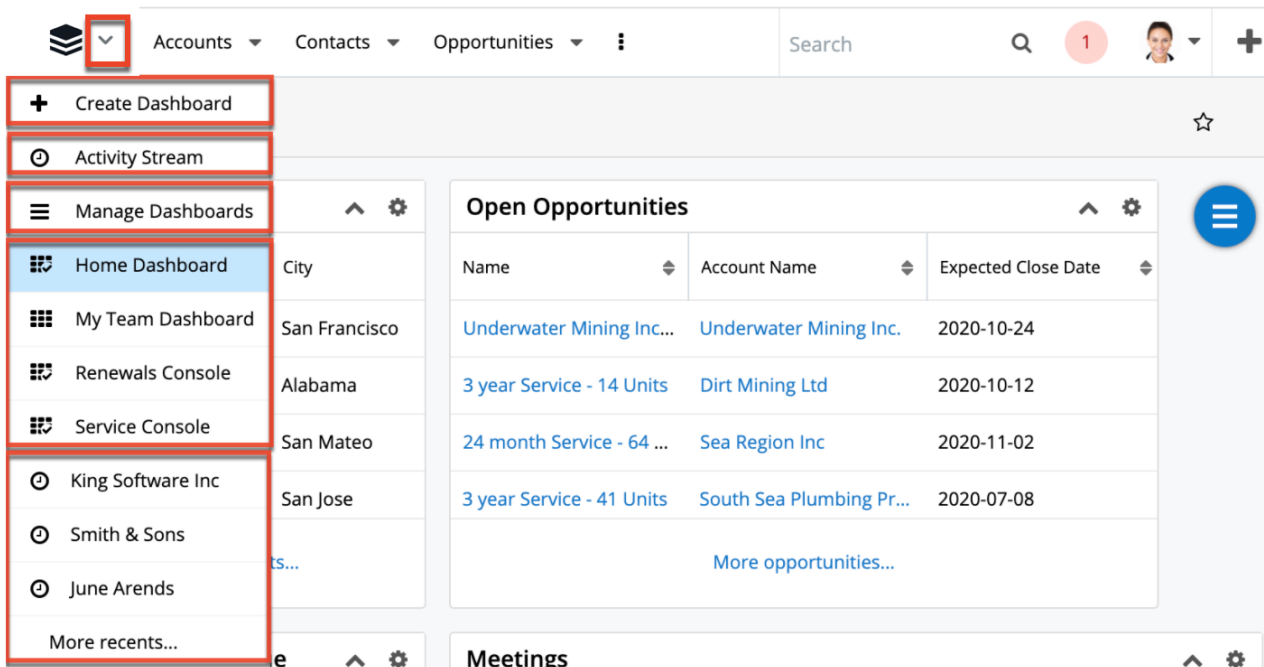 Accounts Contacts Opportunities Search 1
Create Dashboard
Activity Stream
Manage Dashboards
Home Dashboard
My Team Dashboard
Renewals Console
Service Console
King Software Inc
Smith & Sons
June Arends
More recents...
City
San Francisco
Alabama
San Mateo
San Jose
ts...
e
Open Opportunities
Name Account Name Expected Close Date
Underwater Mining Inc... Underwater Mining Inc. 2020-10-24
3 year Service - 14 Units Dirt Mining Ltd 2020-10-12
24 month Service - 64 ... Sea Region Inc 2020-11-02
3 year Service - 41 Units South Sea Plumbing Pr... 2020-07-08
More opportunities...
Meetings